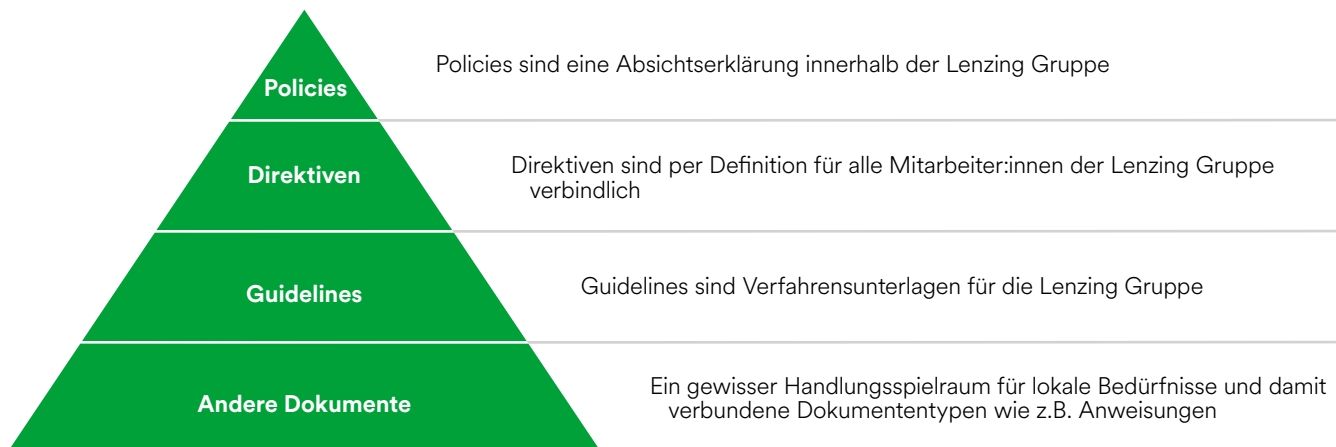 Policies
Policies sind eine Absichtserklärung innerhalb der Lenzing Gruppe
Direktiven
Direktiven sind per Definition für alle Mitarbeiter:innen der Lenzing Gruppe
verbindlich
Guidelines
Guidelines sind Verfahrensunterlagen für die Lenzing Gruppe
Andere Dokumente
Ein gewisser Handlungsspielraum für lokale Bedürfnisse und damit
verbundene Dokumententypen wie z.B. Anweisungen